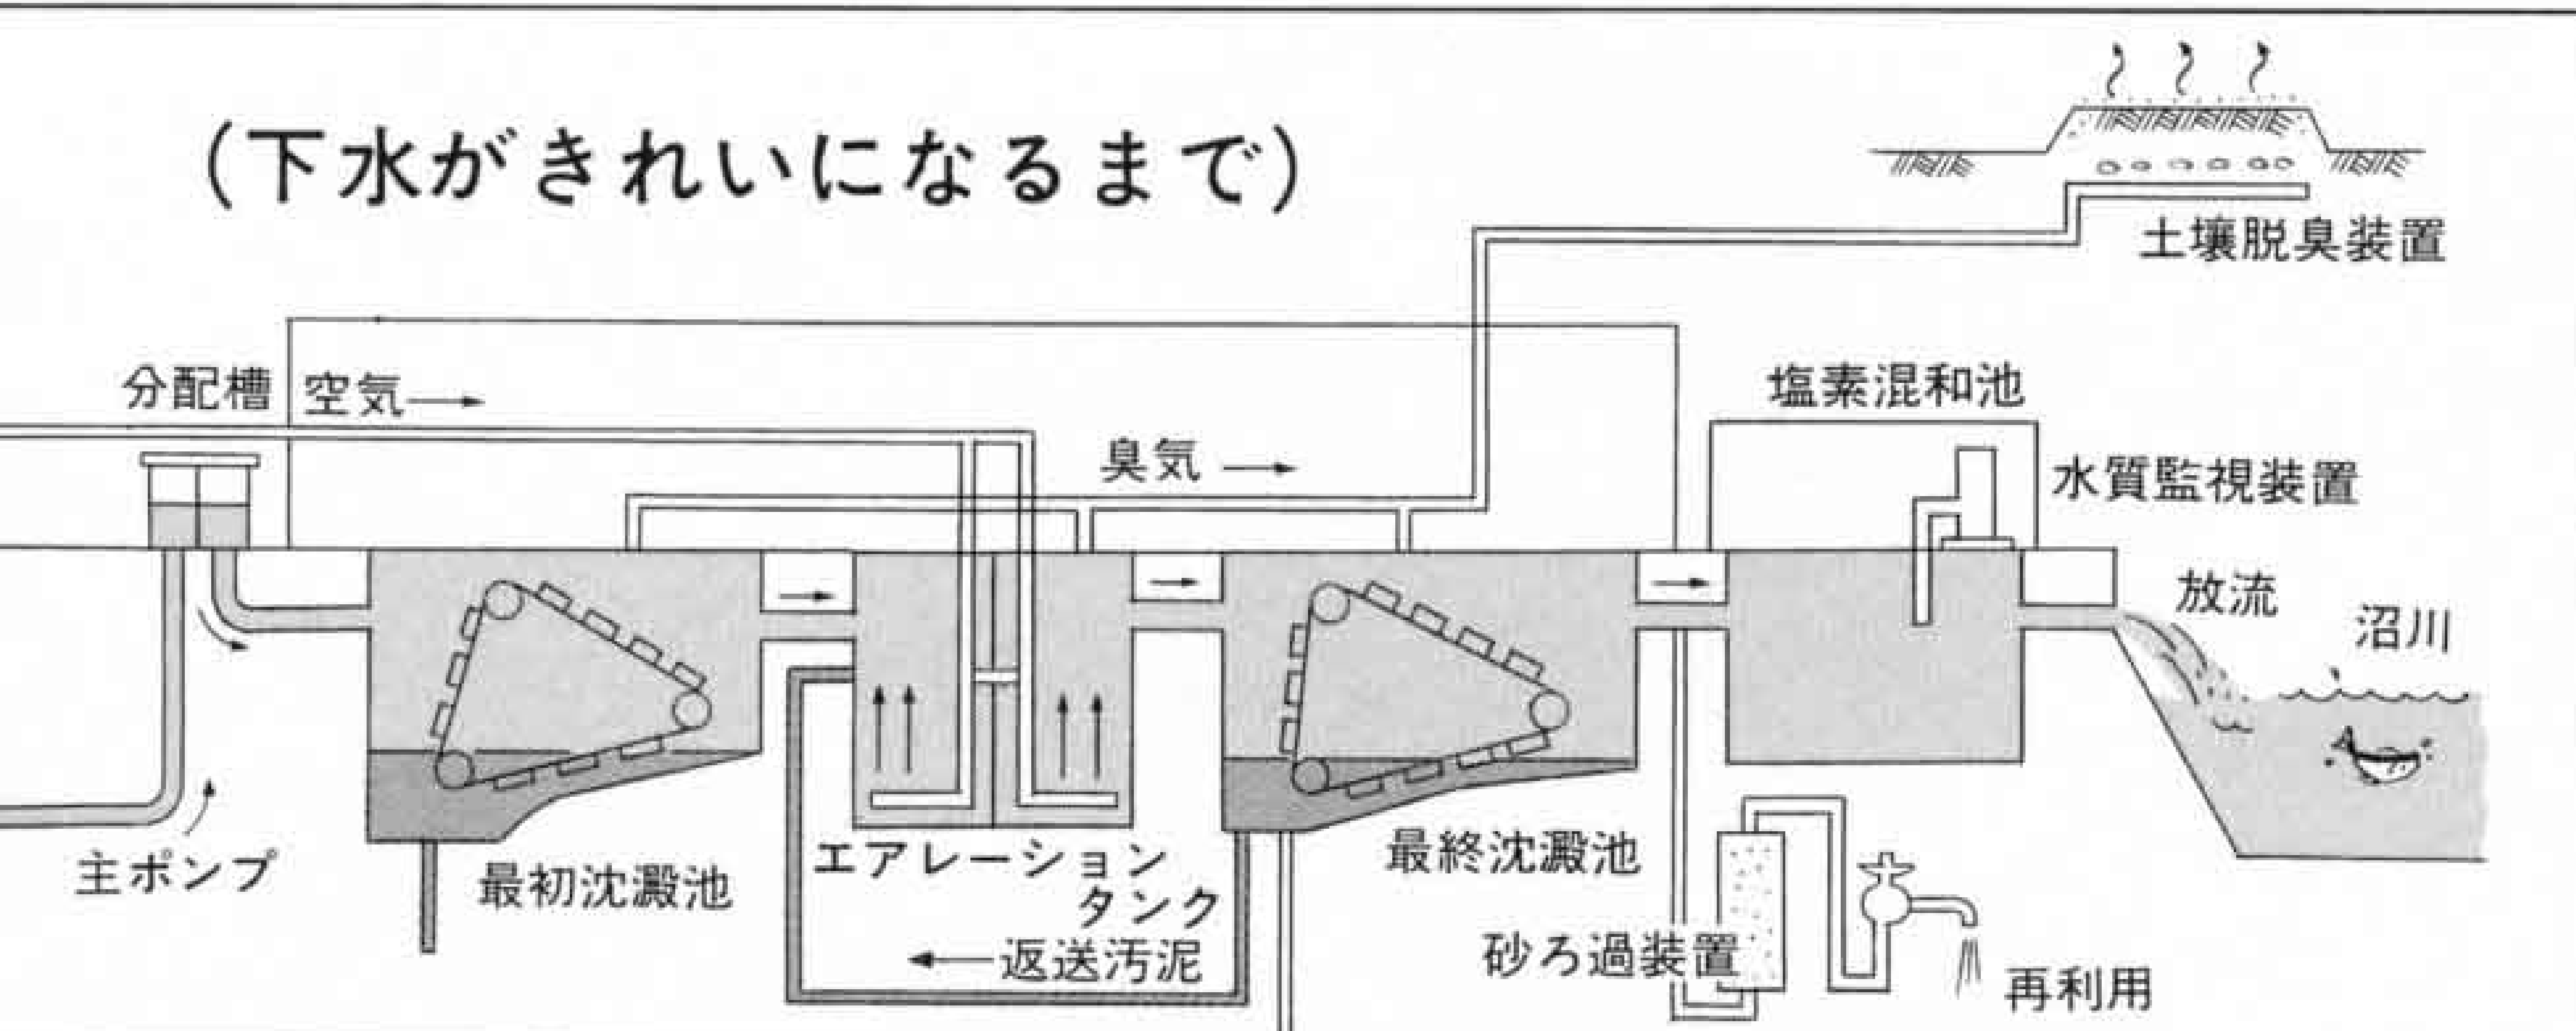 (下水がきれいになるまで)
土壌脱臭装置
分配槽
空気
塩素混和池
臭気
水質監視装置
放流
沼川
主ポンプ
最初沈澱池
エアレーション
タンク
返送汚泥
最終沈澱池
砂ろ過装置
再利用